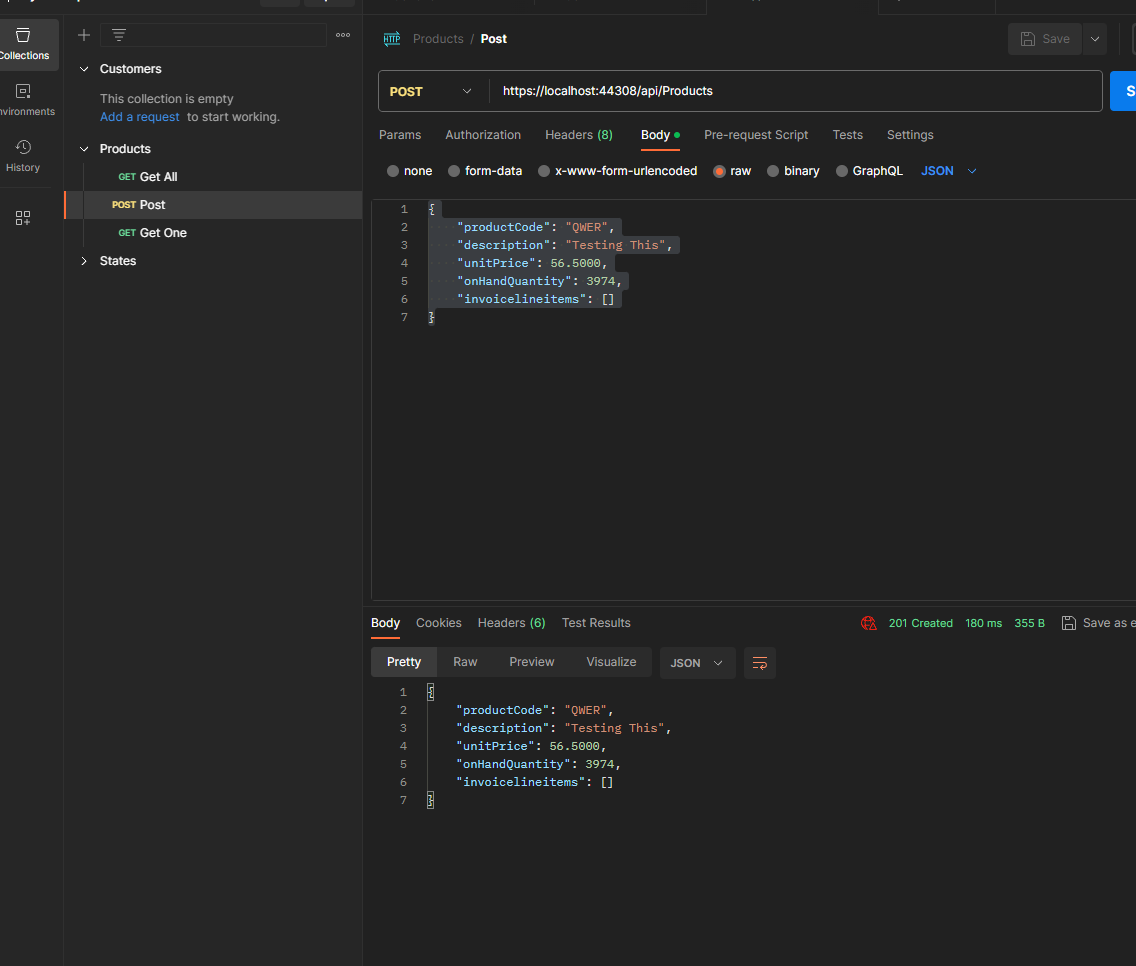 Collections
Environments
History
Customers
This collection is empty
Add a request to start working.
Products
GET Get All
POST Post
GET Get One
States
HTTP Products / Post
Save
POST https://localhost:44308/api/Products
Params Authorization Headers (8) Body Pre-request Script Tests Settings
none form-data x-www-form-urlencoded raw binary GraphQL JSON
1 {
2 "productCode": "QWER",
3 "description": "Testing This",
4 "unitPrice": 56.5000,
5 "onHandQuantity": 3974,
6 "invoicelineitems": []
7 }
Body Cookies Headers (6) Test Results 201 Created 180 ms 355 B Save as e
Pretty Raw Preview Visualize JSON
1 {
2 "productCode": "QWER",
3 "description": "Testing This",
4 "unitPrice": 56.5000,
5 "onHandQuantity": 3974,
6 "invoicelineitems": []
7 }